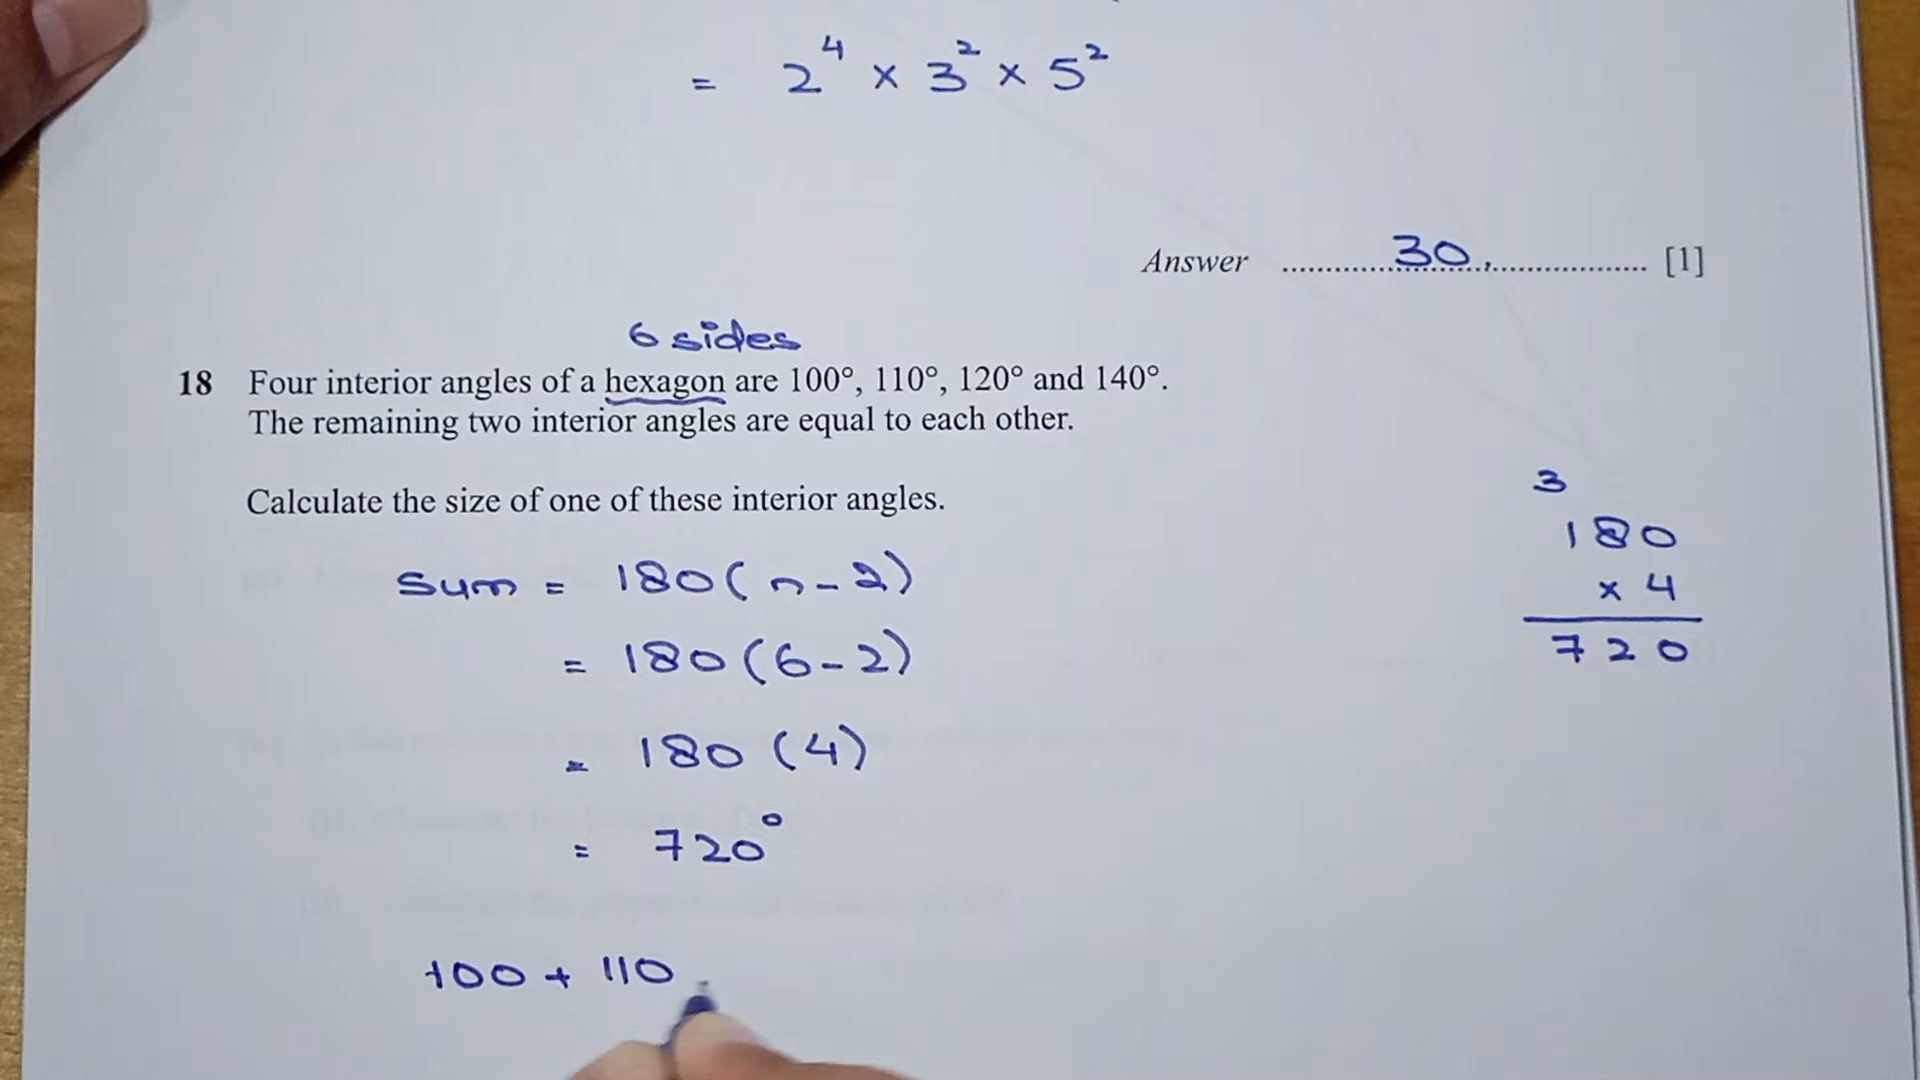 = 2⁴ × 3² × 5²
Answer ........30,........ [1]
6 sides
18 Four interior angles of a hexagon are 100°, 110°, 120° and 140°.
The remaining two interior angles are equal to each other.
Calculate the size of one of these interior angles.
Sum = 180(n-2)
= 180(6-2)
= 180(4)
= 720°
100 + 110
3
180
× 4
720